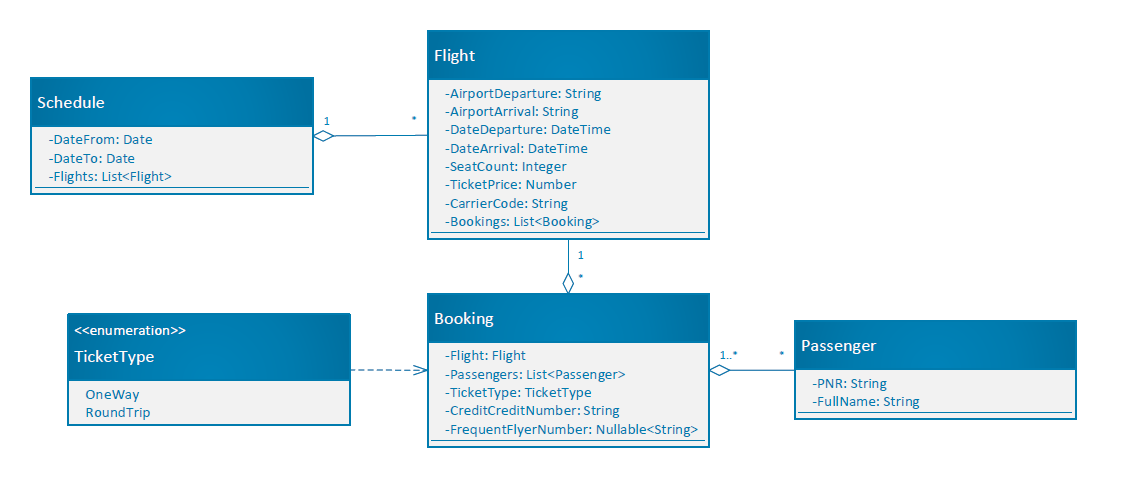 Flight
-AirportDeparture: String
-AirportArrival: String
-DateDeparture: DateTime
-DateArrival: DateTime
-SeatCount: Integer
-TicketPrice: Number
-CarrierCode: String
-Bookings: List<Booking>
Schedule
-DateFrom: Date
-DateTo: Date
-Flights: List<Flight>
1
*
1
*
<<enumeration>>
TicketType
OneWay
RoundTrip
Booking
-Flight: Flight
-Passengers: List<Passenger>
-TicketType: TicketType
-CreditCreditNumber: String
-FrequentFlyerNumber: Nullable<String>
1..*
*
Passenger
-PNR: String
-FullName: String